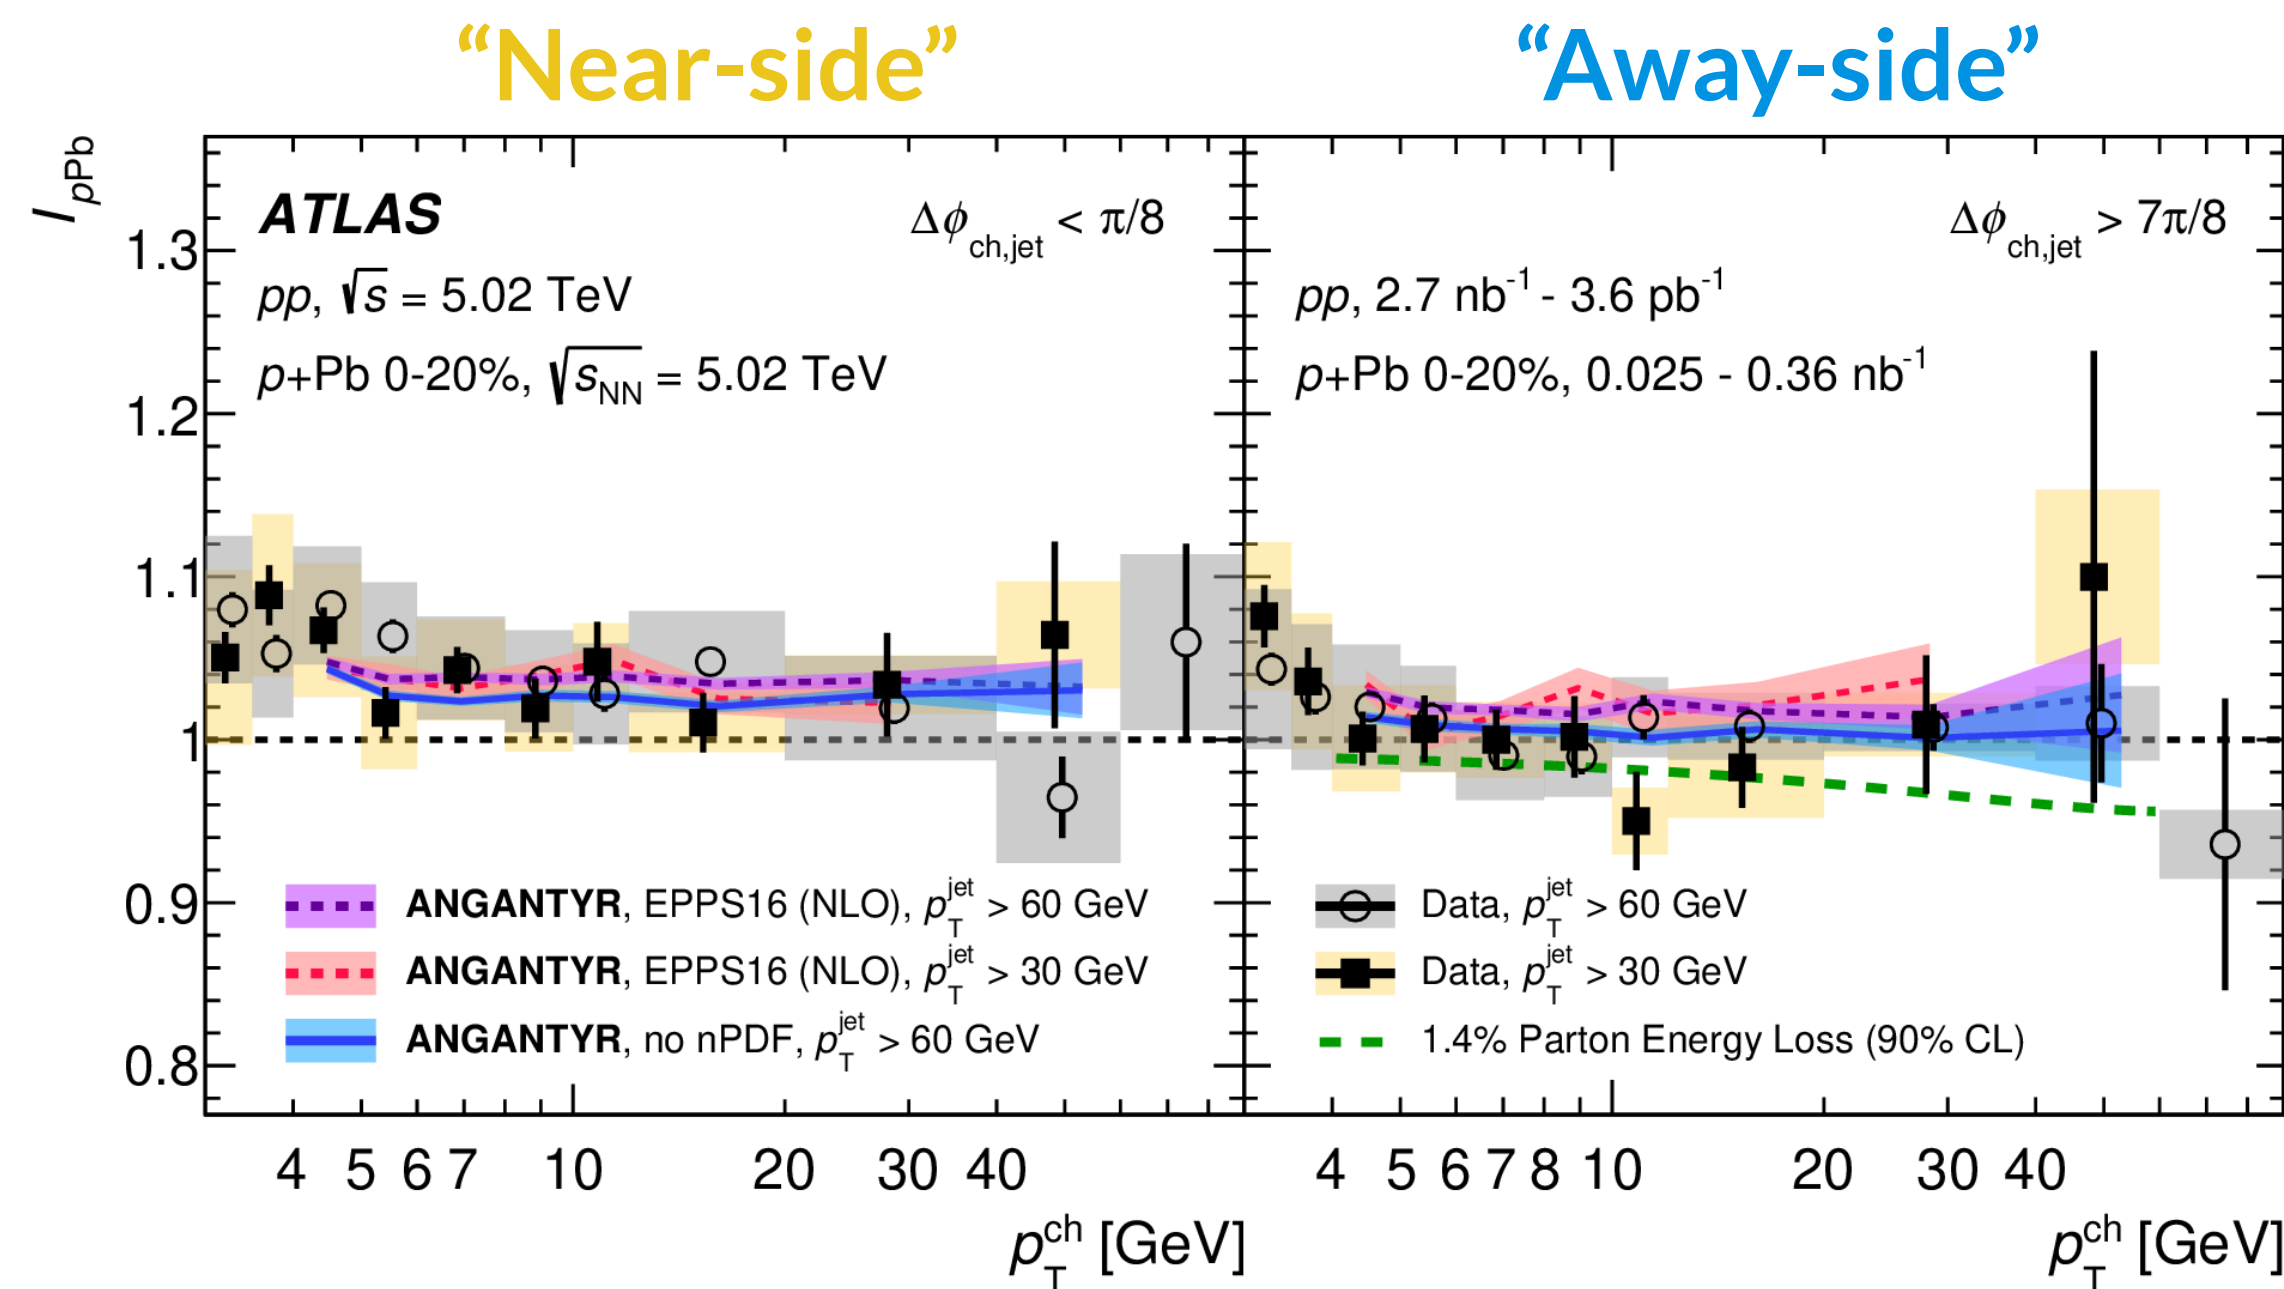 “Near-side”
“Away-side”
I_pPb
ATLAS
Δϕ_ch,jet < π/8
pp, √s = 5.02 TeV
p+Pb 0-20%, √s_NN = 5.02 TeV
Δϕ_ch,jet > 7π/8
pp, 2.7 nb^-1 - 3.6 pb^-1
p+Pb 0-20%, 0.025 - 0.36 nb^-1
1.3
1.2
1.1
1
0.9
0.8
ANGANTYR, EPPS16 (NLO), p_T^jet > 60 GeV
ANGANTYR, EPPS16 (NLO), p_T^jet > 30 GeV
ANGANTYR, no nPDF, p_T^jet > 60 GeV
Data, p_T^jet > 60 GeV
Data, p_T^jet > 30 GeV
1.4% Parton Energy Loss (90% CL)
4 5 6 7 10 20 30 40
4 5 6 7 8 10 20 30 40
p_T^ch [GeV]
p_T^ch [GeV]